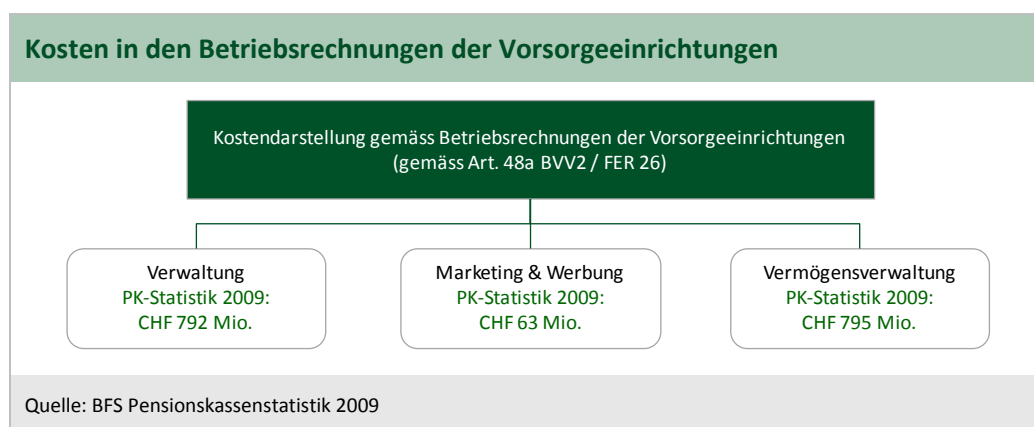 Kosten in den Betriebsrechnungen der Vorsorgeeinrichtungen
Kostendarstellung gemäss Betriebsrechnungen der Vorsorgeeinrichtungen
(gemäss Art. 48a BVV2 / FER 26)
Verwaltung
PK-Statistik 2009:
CHF 792 Mio.
Marketing & Werbung
PK-Statistik 2009:
CHF 63 Mio.
Vermögensverwaltung
PK-Statistik 2009:
CHF 795 Mio.
Quelle: BFS Pensionskassenstatistik 2009